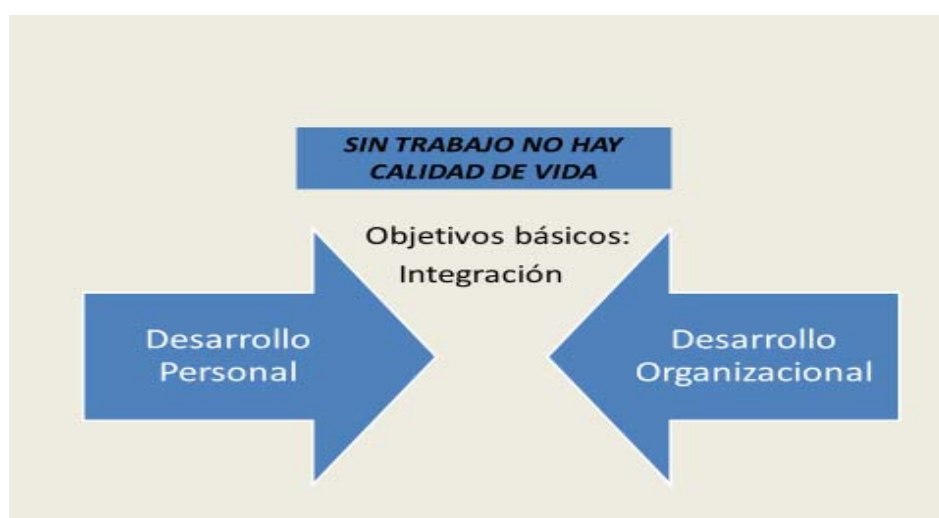 SIN TRABAJO NO HAY
CALIDAD DE VIDA
Objetivos básicos:
Integración
Desarrollo
Personal
Desarrollo
Organizacional